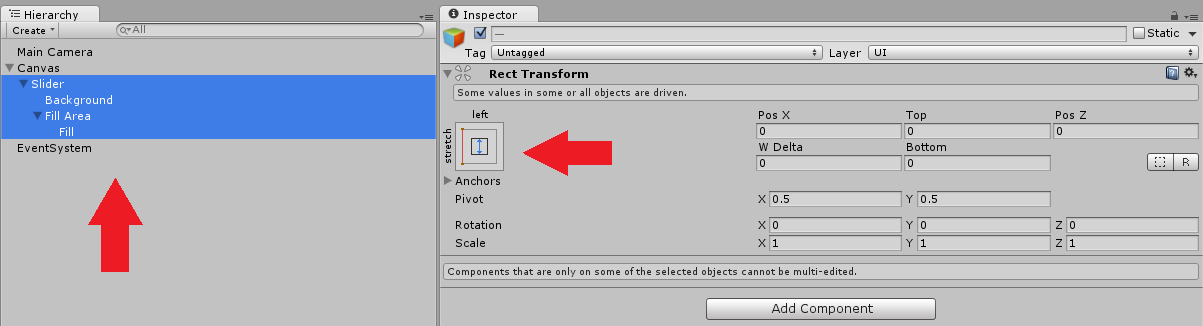 Hierarchy
Create
All
Main Camera
Canvas
Slider
Background
Fill Area
Fill
EventSystem
Inspector
—
Static
Tag Untagged Layer UI
Rect Transform
Some values in some or all objects are driven.
left
stretch
Pos X Top Pos Z
0 0 0
W Delta Bottom
0 0
R
Anchors
Pivot X 0.5 Y 0.5
Rotation X 0 Y 0 Z 0
Scale X 1 Y 1 Z 1
Components that are only on some of the selected objects cannot be multi-edited.
Add Component